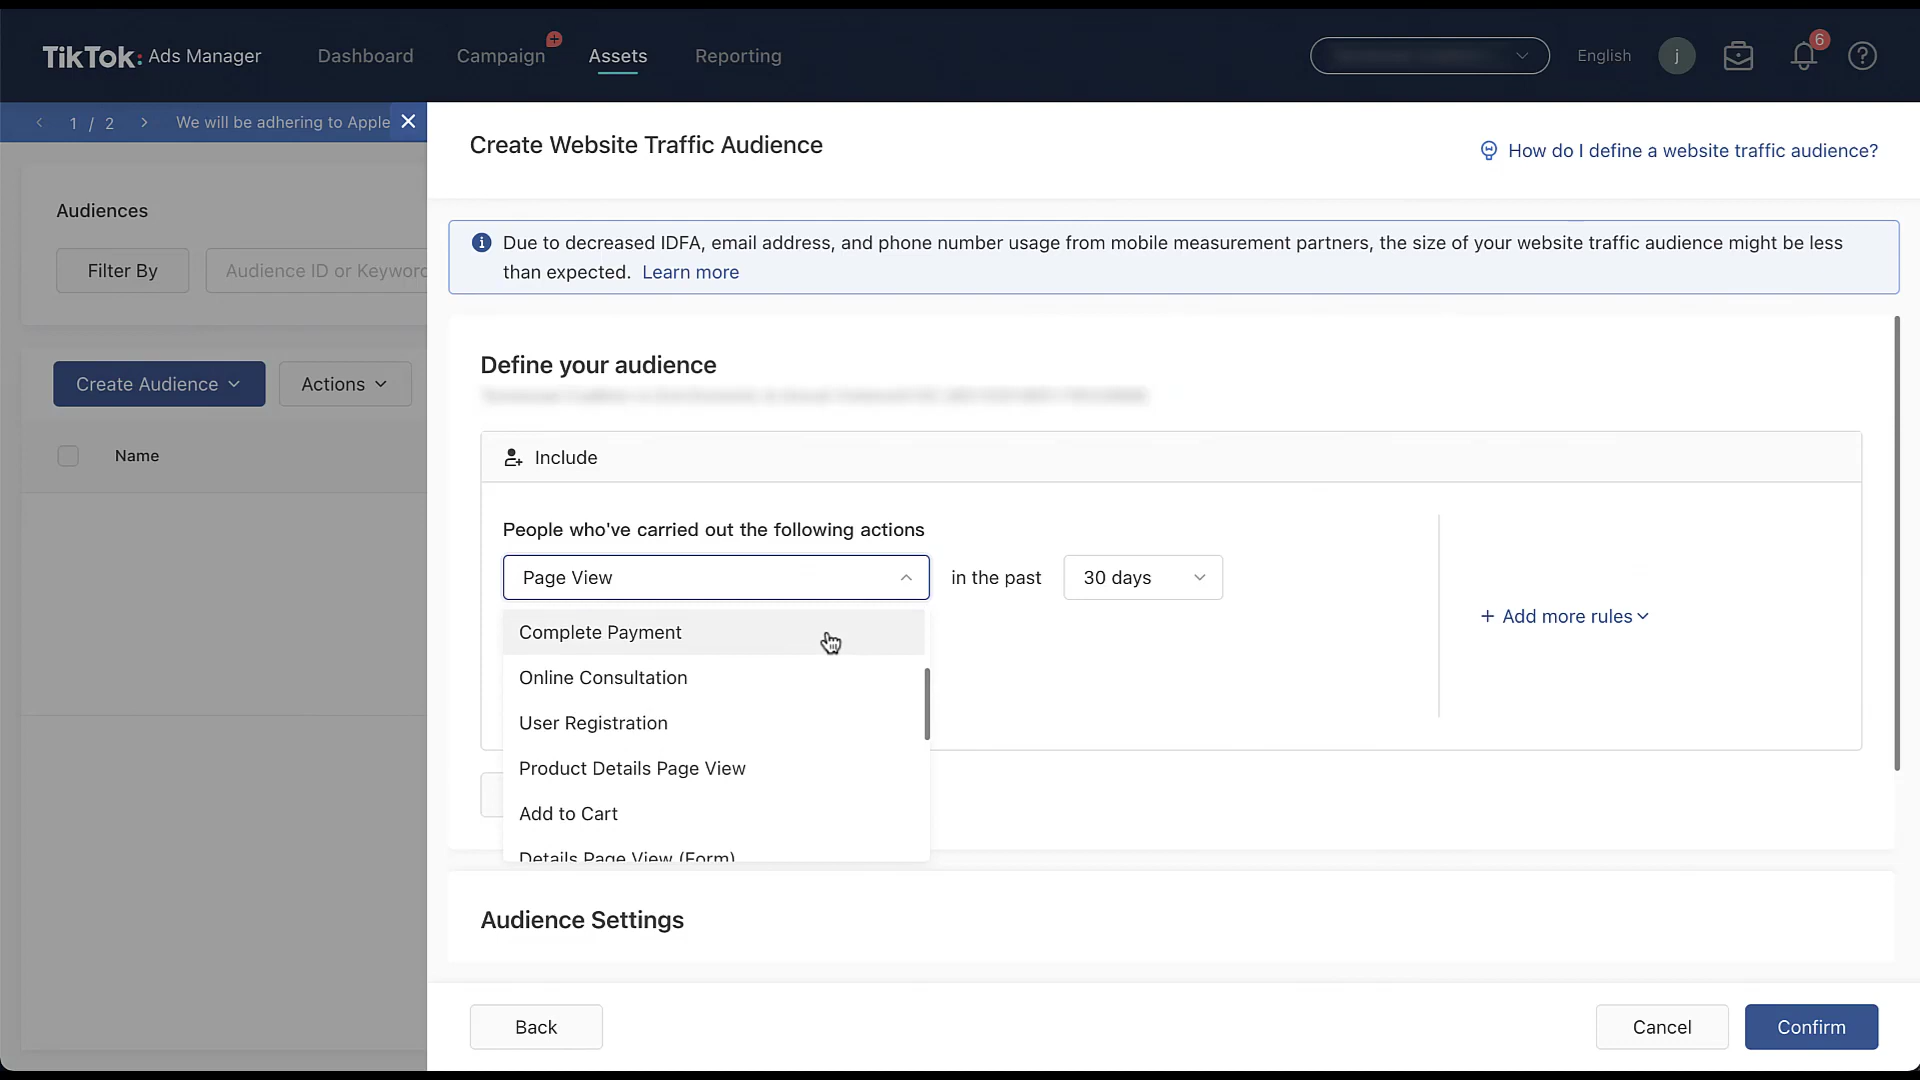 TikTok: Ads Manager
Dashboard
Campaign
Assets
Reporting
English
j
6
1 / 2
We will be adhering to Apple
Audiences
Filter By
Audience ID or Keyword
Create Audience
Actions
Name
Create Website Traffic Audience
How do I define a website traffic audience?
Due to decreased IDFA, email address, and phone number usage from mobile measurement partners, the size of your website traffic audience might be less
than expected. Learn more
Define your audience
Include
People who've carried out the following actions
Page View
in the past
30 days
+ Add more rules
Complete Payment
Online Consultation
User Registration
Product Details Page View
Add to Cart
Details Page View (Form)
Audience Settings
Back
Cancel
Confirm